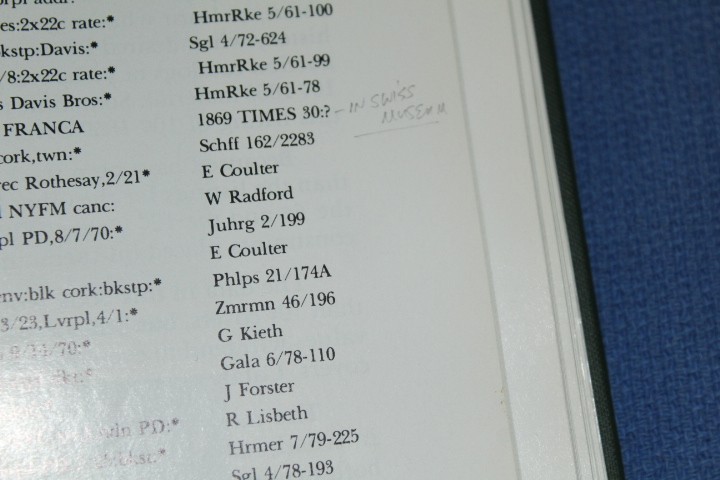 es:2x22c rate:* HmrRke 5/61-100
kstp:Davis:* Sgl 4/72-624
/8:2x22c rate:* HmrRke 5/61-99
s Davis Bros:* HmRke 5/61-78
FRANCA 1869 TIMES 30:? - IN SWISS
MUSEUM
cork,twn:* Schff 162/2283
rec Rothesay,2/21* E Coulter
NYFM canc: W Radford
pl PD,8/7/70:* Juhrg 2/199
E Coulter
nv:blk cork:bkstp:* Phlps 21/174A
3/23,Lvrpl,4/1:* Zmrmn 46/196
G Kieth
Gala 6/78-110
J Forster
PD:* R Lisbeth
Hrmer 7/79-225
Sgl 4/78-193